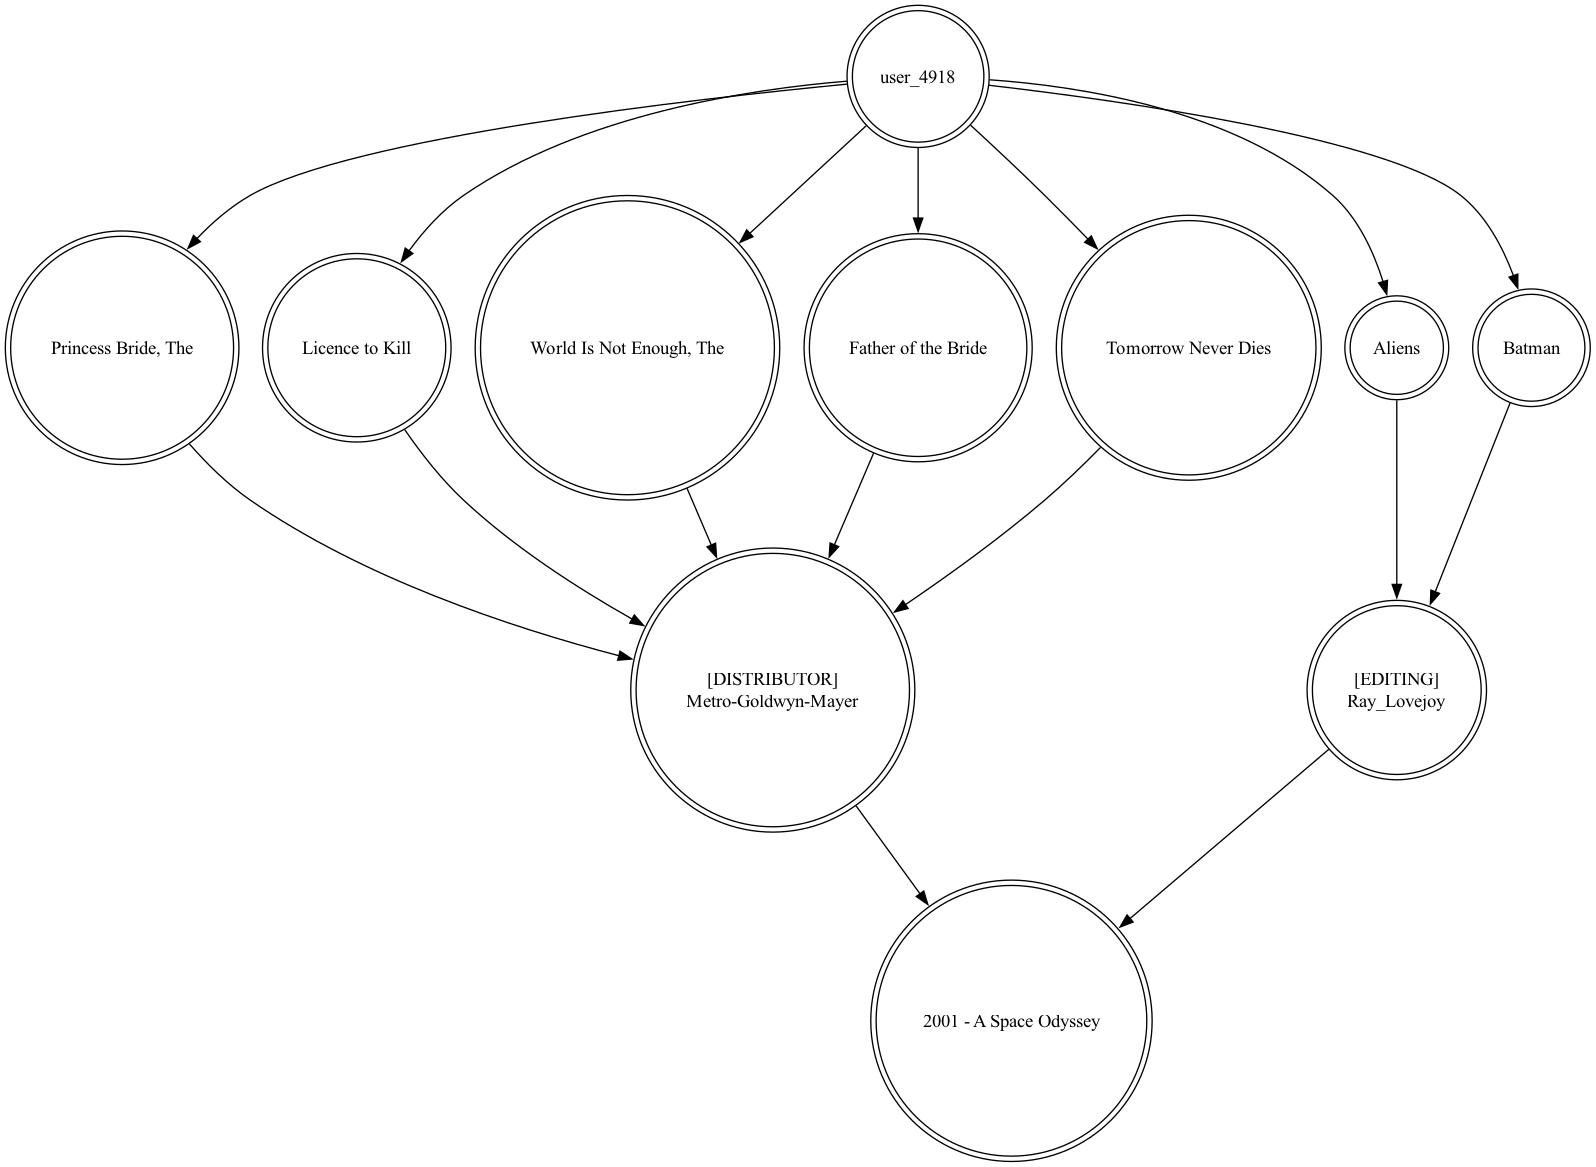 user_4918
Princess Bride, The
Licence to Kill
World Is Not Enough, The
Father of the Bride
Tomorrow Never Dies
Aliens
Batman
[DISTRIBUTOR]
Metro-Goldwyn-Mayer
[EDITING]
Ray_Lovejoy
2001 - A Space Odyssey